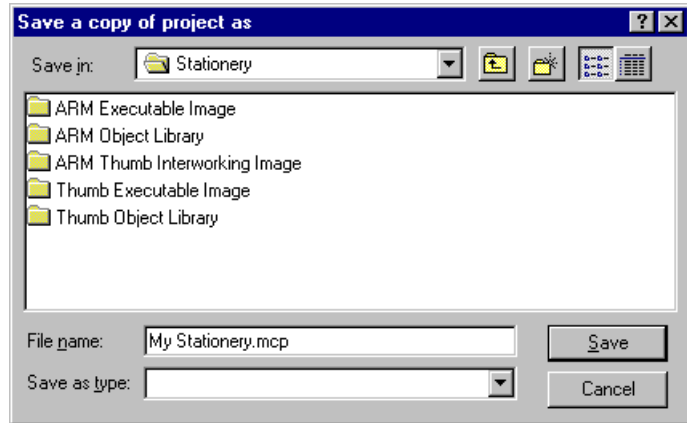 Save a copy of project as
Save in: Stationery
ARM Executable Image
ARM Object Library
ARM Thumb Interworking Image
Thumb Executable Image
Thumb Object Library
File name: My Stationery.mcp Save
Save as type: Cancel